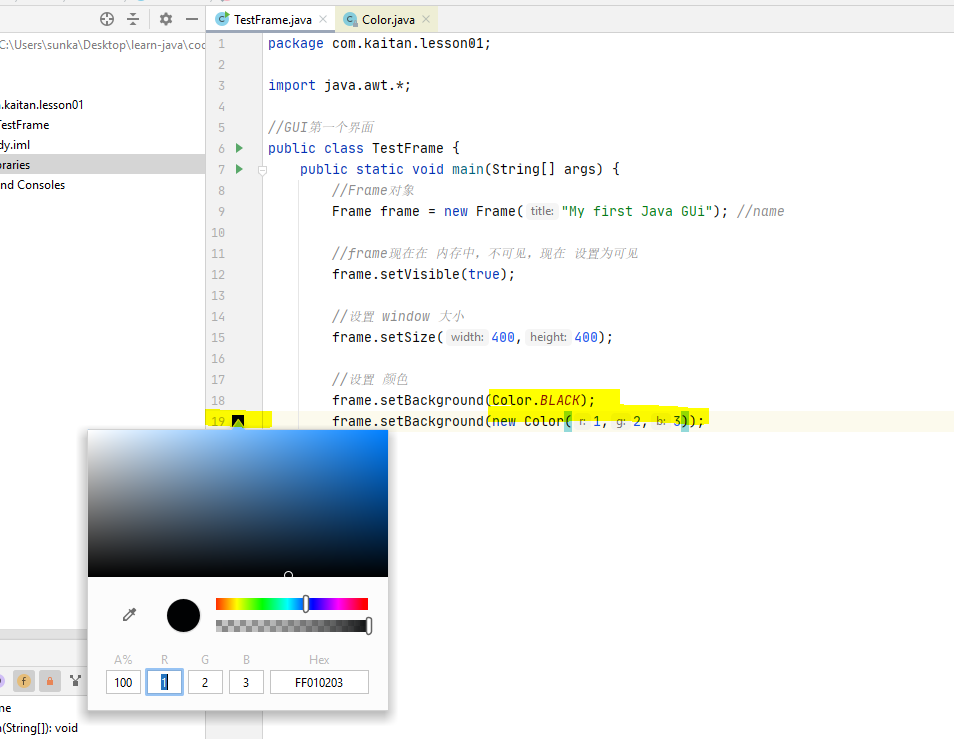 TestFrame.java
Color.java
C:\Users\sunka\Desktop\learn-java\coc
.kaitan.lesson01
TestFrame
dy.iml
raries
nd Consoles
1 package com.kaitan.lesson01;
2
3 import java.awt.*;
4
5 //GUI第一个界面
6 public class TestFrame {
7 public static void main(String[] args) {
8 //Frame对象
9 Frame frame = new Frame( title: "My first Java GUi"); //name
10
11 //frame现在在 内存中，不可见，现在 设置为可见
12 frame.setVisible(true);
13
14 //设置 window 大小
15 frame.setSize( width: 400, height: 400);
16
17 //设置 颜色
18 frame.setBackground(Color.BLACK);
19 frame.setBackground(new Color( r: 1, g: 2, b: 3));
A% R G B Hex
100 1 2 3 FF010203
f
ne
(String[]): void